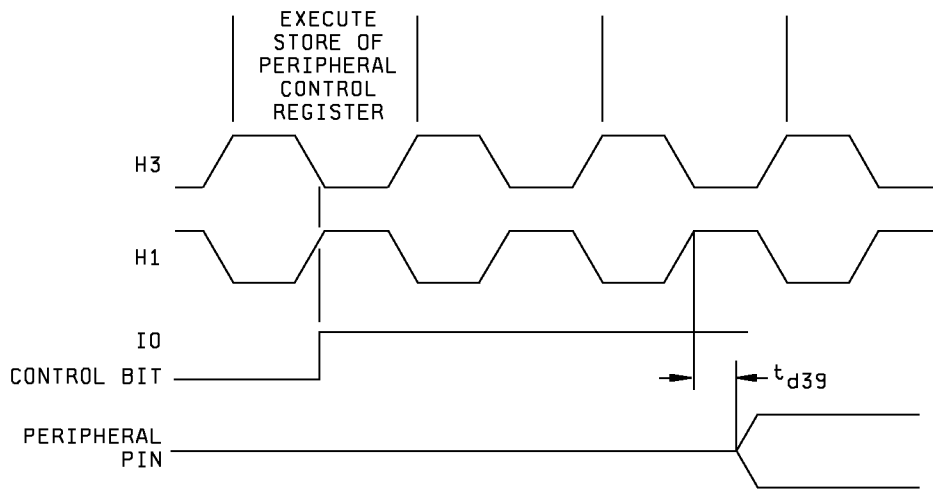 EXECUTE
STORE OF
PERIPHERAL
CONTROL
REGISTER
H3
H1
IO
CONTROL BIT
td39
PERIPHERAL
PIN